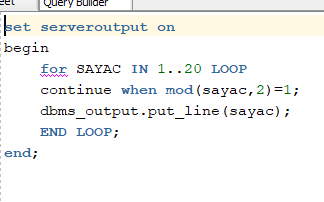 Query Builder
set serveroutput on
begin
for SAYAC IN 1..20 LOOP
continue when mod(sayac,2)=1;
dbms_output.put_line(sayac);
END LOOP;
end;